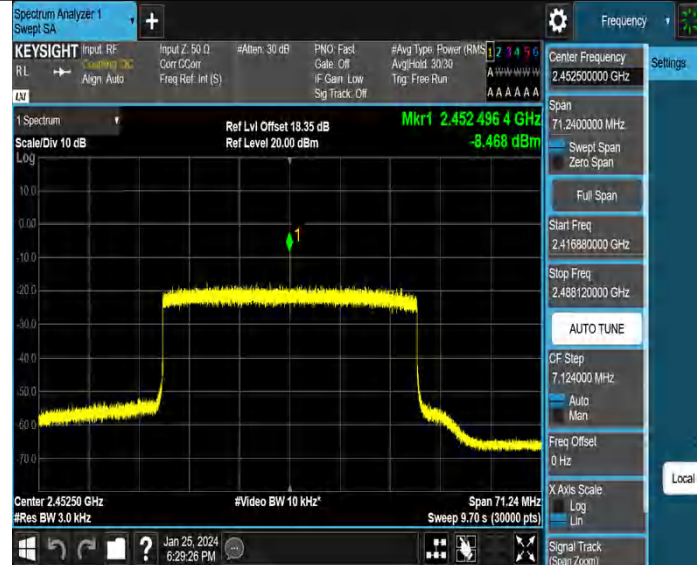 Spectrum Analyzer 1
Swept SA
+
Frequency
KEYSIGHT
RL
LXI
Input: RF
Coupling: DC
Align: Auto
Input Z: 50 Ω
Corr CCorr
Freq Ref: Int (S)
#Atten: 30 dB
PNO: Fast
Gate: Off
IF Gain: Low
Sig Track: Off
#Avg Type: Power (RMS
Avg|Hold: 30/30
Trig: Free Run
1 2 3 4 5 6
A W W W W W
A A A A A A
1 Spectrum
Scale/Div 10 dB
Log
Ref Lvl Offset 18.35 dB
Ref Level 20.00 dBm
Mkr1 2.452 496 4 GHz
-8.468 dBm
10.0
0.00
-10.0
-20.0
-30.0
-40.0
-50.0
-60.0
-70.0
1
Center 2.45250 GHz
#Res BW 3.0 kHz
#Video BW 10 kHz*
Span 71.24 MHz
Sweep 9.70 s (30000 pts)
Jan 25, 2024
6:29:26 PM
?
Center Frequency
2.452500000 GHz
Settings
Span
71.2400000 MHz
Swept Span
Zero Span
Full Span
Start Freq
2.416880000 GHz
Stop Freq
2.488120000 GHz
AUTO TUNE
CF Step
7.124000 MHz
Auto
Man
Freq Offset
0 Hz
X Axis Scale
Log
Lin
Local
Signal Track
(Span Zoom)